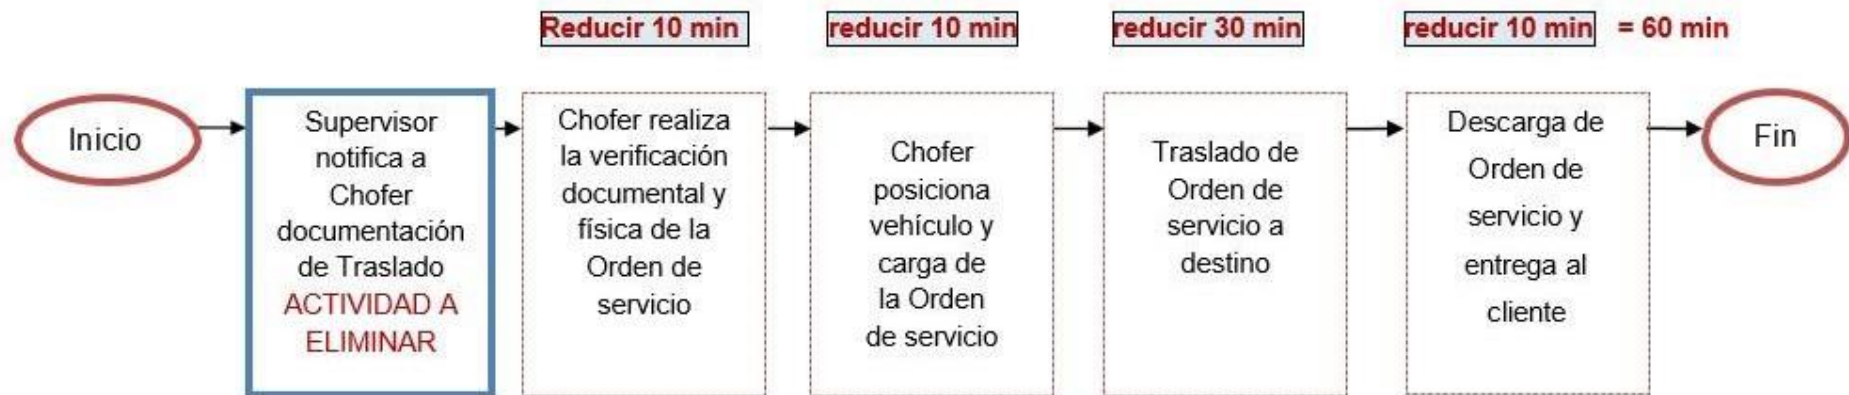 Reducir 10 min
reducir 10 min
reducir 30 min
reducir 10 min = 60 min
Inicio
Supervisor
notifica a
Chofer
documentación
de Traslado
ACTIVIDAD A
ELIMINAR
Chofer realiza
la verificación
documental y
física de la
Orden de
servicio
Chofer
posiciona
vehículo y
carga de
la Orden
de servicio
Traslado de
Orden de
servicio a
destino
Descarga de
Orden de
servicio y
entrega al
cliente
Fin